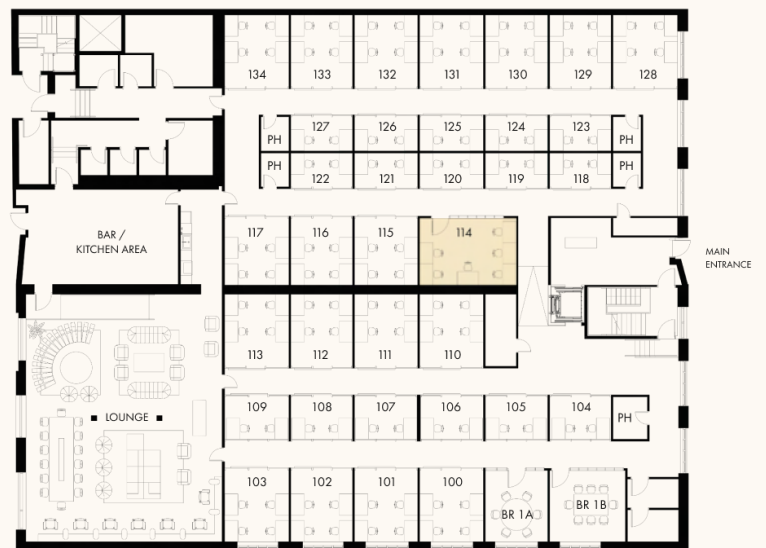 134 133 132 131 130 129 128
127 126 125 124 123
PH PH
PH PH
122 121 120 119 118
117 116 115 114
BAR /
KITCHEN AREA
MAIN
ENTRANCE
113 112 111 110
109 108 107 106 105 104
LOUNGE PH
103 102 101 100
BR 1A BR 1B